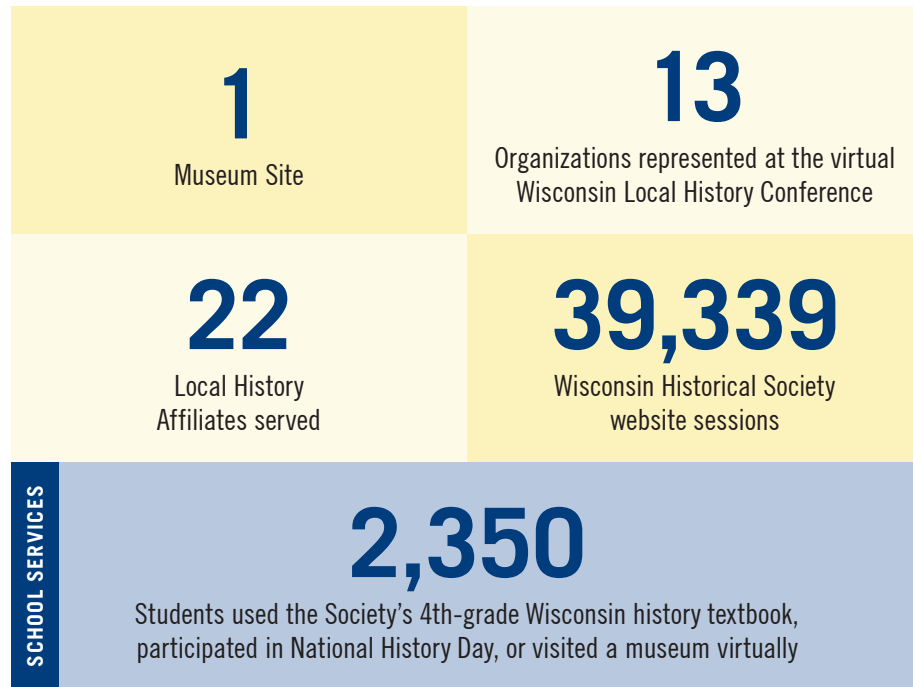 1
Museum Site
13
Organizations represented at the virtual
Wisconsin Local History Conference
22
Local History
Affiliates served
39,339
Wisconsin Historical Society
website sessions
SCHOOL SERVICES
2,350
Students used the Society’s 4th-grade Wisconsin history textbook,
participated in National History Day, or visited a museum virtually